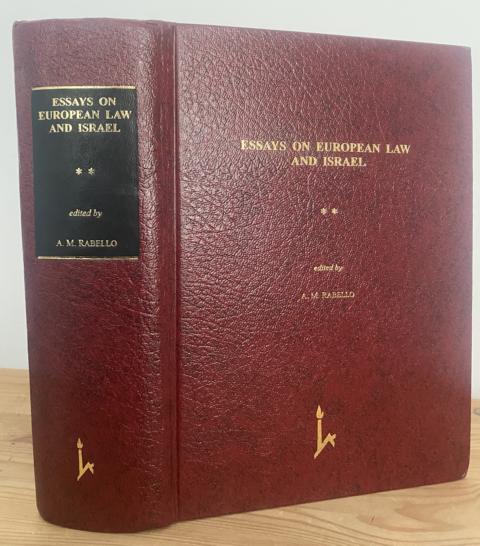 ESSAYS ON
EUROPEAN LAW
AND ISRAEL
* *
edited by
A. M. RABELLO
ESSAYS ON EUROPEAN LAW
AND ISRAEL
* *
edited by
A. M. RABELLO